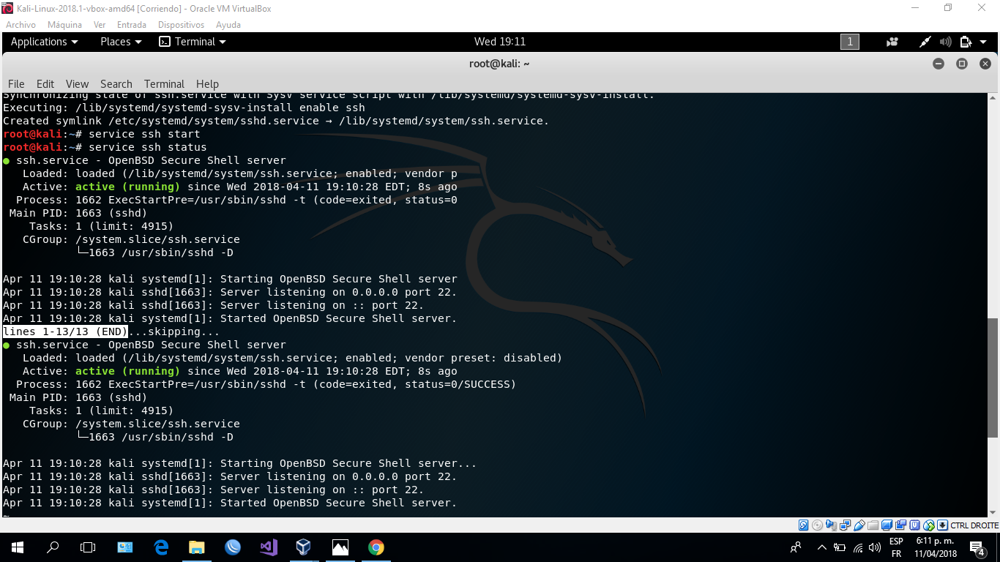 Kali-Linux-2018.1-vbox-amd64 [Corriendo] - Oracle VM VirtualBox
Archivo Máquina Ver Entrada Dispositivos Ayuda
Applications Places Terminal Wed 19:11 1
root@kali: ~
File Edit View Search Terminal Help
Synchronizing state of ssh.service with SysV service script with /lib/systemd/systemd-sysv-install.
Executing: /lib/systemd/systemd-sysv-install enable ssh
Created symlink /etc/systemd/system/sshd.service → /lib/systemd/system/ssh.service.
root@kali:~# service ssh start
root@kali:~# service ssh status
● ssh.service - OpenBSD Secure Shell server
Loaded: loaded (/lib/systemd/system/ssh.service; enabled; vendor p
Active: active (running) since Wed 2018-04-11 19:10:28 EDT; 8s ago
Process: 1662 ExecStartPre=/usr/sbin/sshd -t (code=exited, status=0
Main PID: 1663 (sshd)
Tasks: 1 (limit: 4915)
CGroup: /system.slice/ssh.service
└─1663 /usr/sbin/sshd -D
Apr 11 19:10:28 kali systemd[1]: Starting OpenBSD Secure Shell server
Apr 11 19:10:28 kali sshd[1663]: Server listening on 0.0.0.0 port 22.
Apr 11 19:10:28 kali sshd[1663]: Server listening on :: port 22.
Apr 11 19:10:28 kali systemd[1]: Started OpenBSD Secure Shell server.
lines 1-13/13 (END)...skipping...
● ssh.service - OpenBSD Secure Shell server
Loaded: loaded (/lib/systemd/system/ssh.service; enabled; vendor preset: disabled)
Active: active (running) since Wed 2018-04-11 19:10:28 EDT; 8s ago
Process: 1662 ExecStartPre=/usr/sbin/sshd -t (code=exited, status=0/SUCCESS)
Main PID: 1663 (sshd)
Tasks: 1 (limit: 4915)
CGroup: /system.slice/ssh.service
└─1663 /usr/sbin/sshd -D
Apr 11 19:10:28 kali systemd[1]: Starting OpenBSD Secure Shell server...
Apr 11 19:10:28 kali sshd[1663]: Server listening on 0.0.0.0 port 22.
Apr 11 19:10:28 kali sshd[1663]: Server listening on :: port 22.
Apr 11 19:10:28 kali systemd[1]: Started OpenBSD Secure Shell server.
~
CTRL DROITE
ESP 6:11 p. m.
FR 11/04/2018 4